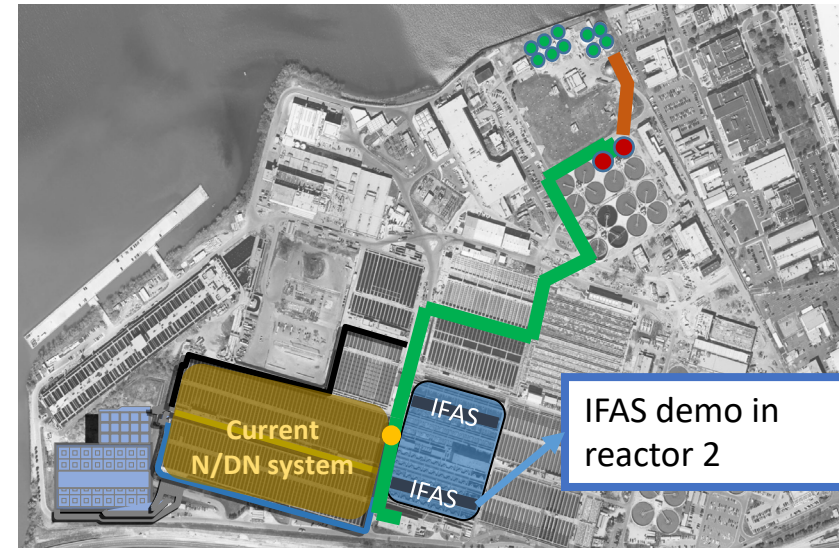 IFAS
Current
N/DN system
IFAS
IFAS demo in
reactor 2